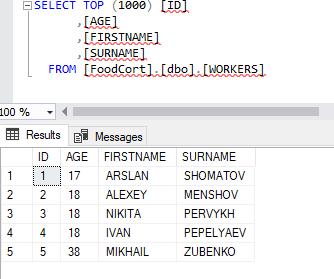 SELECT TOP (1000) [ID]
,[AGE]
,[FIRSTNAME]
,[SURNAME]
FROM [FoodCort].[dbo].[WORKERS]
100 %
Results Messages
ID AGE FIRSTNAME SURNAME
1 1 17 ARSLAN SHOMATOV
2 2 18 ALEXEY MENSHOV
3 3 18 NIKITA PERVYKH
4 4 18 IVAN PEPELYAEV
5 5 38 MIKHAIL ZUBENKO